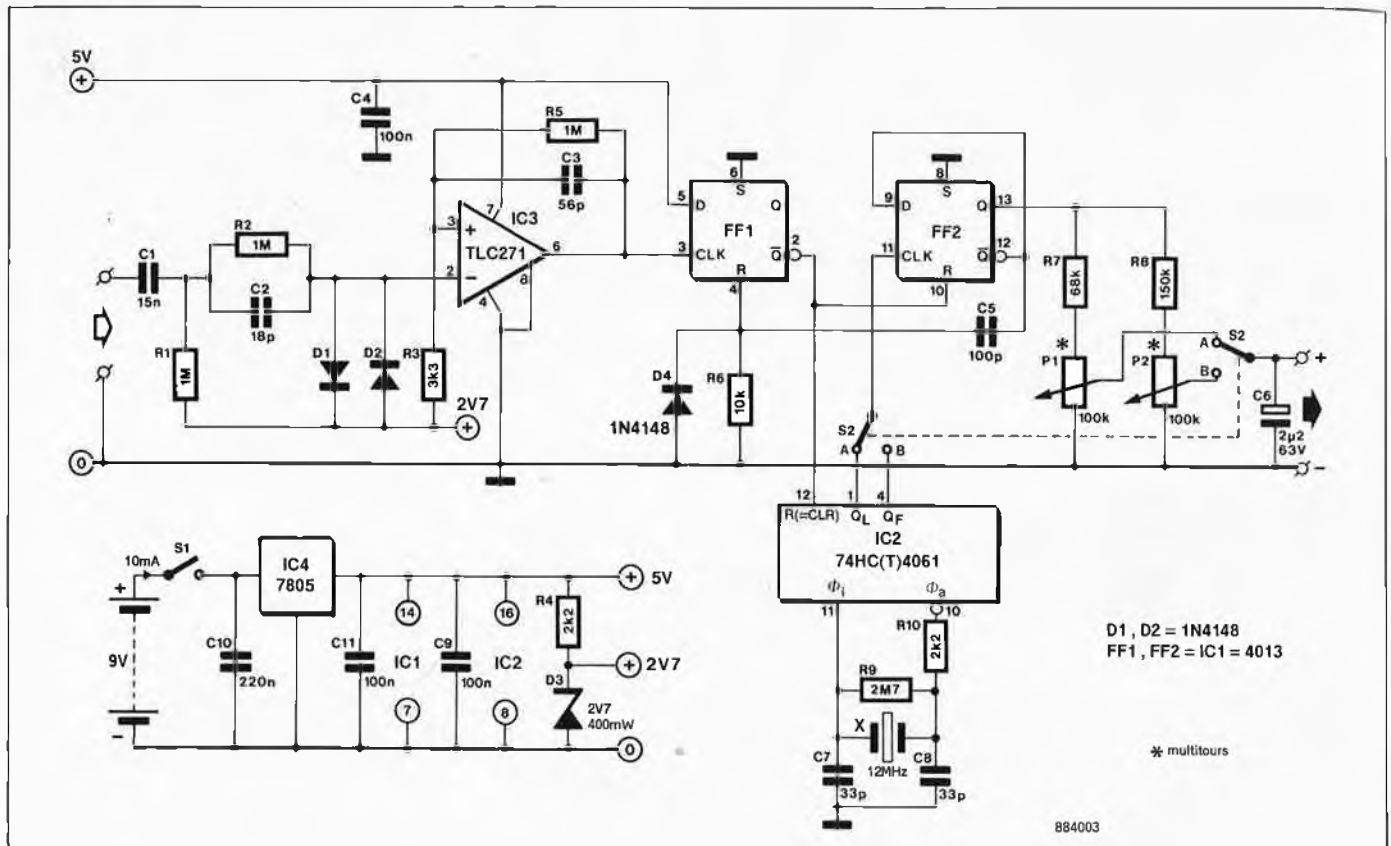 5V
C4
100n
R5
1M
C3
56p
R2
1M
C1
15n
C2
18p
R1
1M
D1
D2
R3
3k3
2V7
3
+
2
−
7
IC3
TLC271
6
8
4
0
5
D
6
S
Q
FF1
3
CLK
Q
2
R
4
9
D
8
S
Q
13
FF2
11
CLK
Q
12
R
10
C5
100p
D4
1N4148
R6
10k
R7
68k
R8
150k
*
P1
100k
*
P2
100k
A
S2
B
+
C6
2µ2
63V
−
S2
A
B
12
1
4
R(=CLR)
QL
QF
IC2
74HC(T)4061
Φi
Φa
11
10
R10
2k2
R9
2M7
X
12MHz
C7
33p
C8
33p
10mA
S1
+
9V
−
IC4
7805
C10
220n
C11
100n
14
IC1
7
C9
100n
16
IC2
8
R4
2k2
5V
2V7
D3
2V7
400mW
0
D1, D2 = 1N4148
FF1, FF2 = IC1 = 4013
* multitours
884003